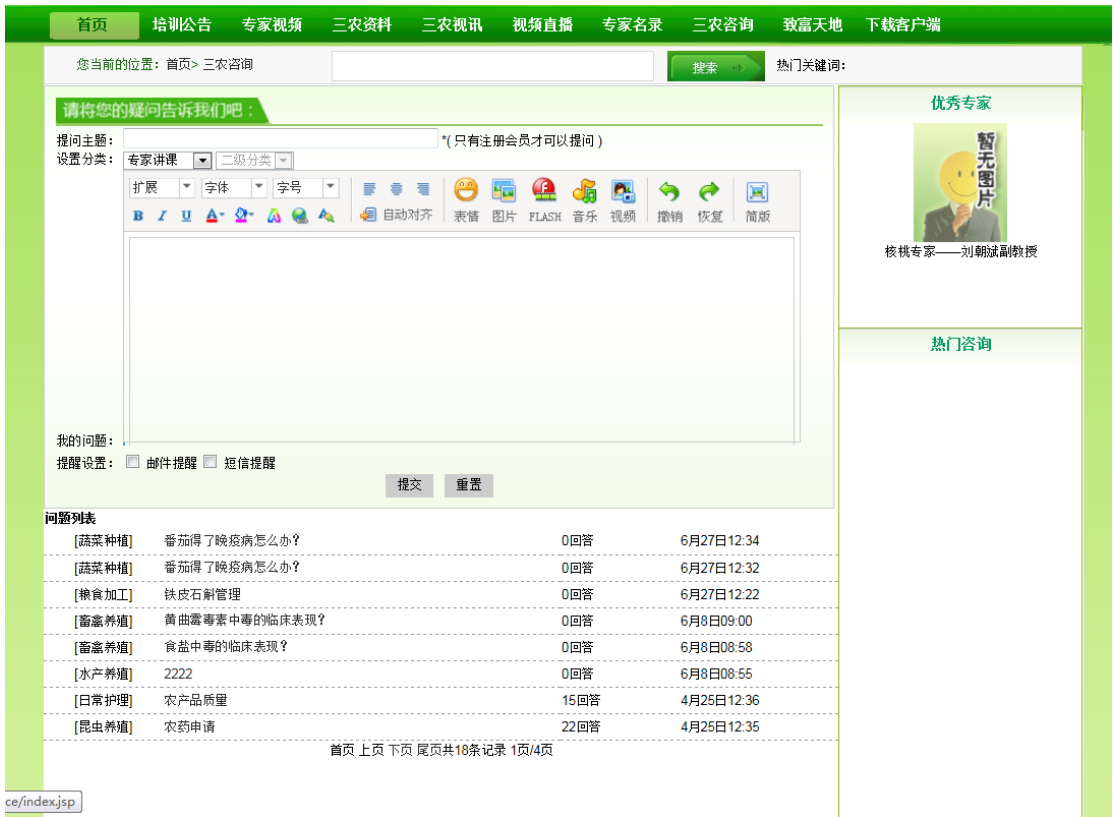 首页 培训公告 专家视频 三农资料 三农视讯 视频直播 专家名录 三农咨询 致富天地 下载客户端
您当前的位置：首页> 三农咨询 搜索 热门关键词：
请将您的疑问告诉我们吧：
提问主题： *( 只有注册会员才可以提问 )
设置分类： 专家讲课 二级分类
扩展 字体 字号
B I U A 自动对齐 表情 图片 FLASH 音乐 视频 撤销 恢复 简版
我的问题：
提醒设置： 邮件提醒 短信提醒
提交 重置
问题列表
[蔬菜种植] 番茄得了晚疫病怎么办？ 0回答 6月27日12:34
[蔬菜种植] 番茄得了晚疫病怎么办？ 0回答 6月27日12:32
[粮食加工] 铁皮石斛管理 0回答 6月27日12:22
[畜禽养殖] 黄曲霉毒素中毒的临床表现？ 0回答 6月8日09:00
[畜禽养殖] 食盐中毒的临床表现？ 0回答 6月8日08:58
[水产养殖] 2222 0回答 6月8日08:55
[日常护理] 农产品质量 15回答 4月25日12:36
[昆虫养殖] 农药申请 22回答 4月25日12:35
首页 上页 下页 尾页共18条记录 1页/4页
优秀专家
暂无图片
核桃专家——刘朝斌副教授
热门咨询
ce/index.jsp